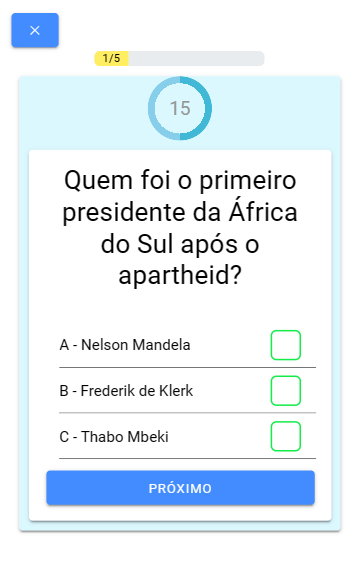 ×
1/5
15
Quem foi o primeiro
presidente da África
do Sul após o
apartheid?
A - Nelson Mandela
B - Frederik de Klerk
C - Thabo Mbeki
PRÓXIMO